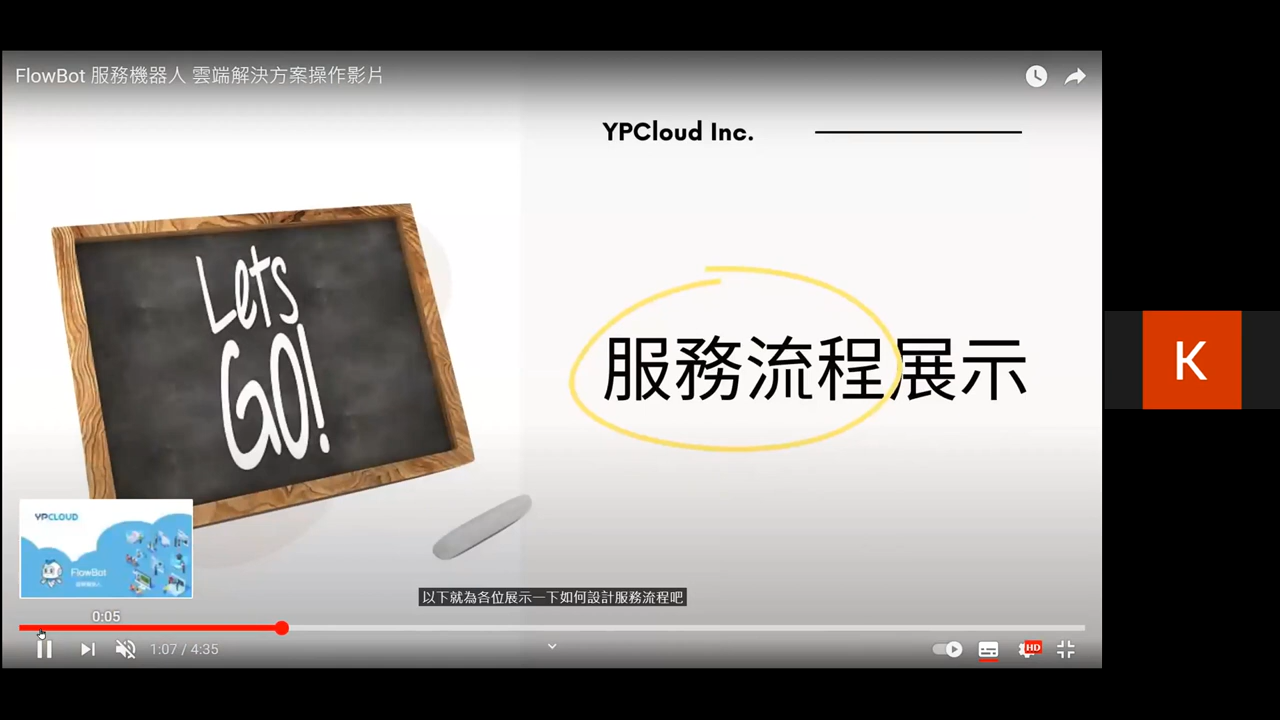 FlowBot 服務機器人 雲端解決方案操作影片
YPCloud Inc.
Lets
GO!
服務流程展示
K
YPCLOUD
FlowBot
以下就為各位展示一下如何設計服務流程吧
0:05
1:07 / 4:35
HD